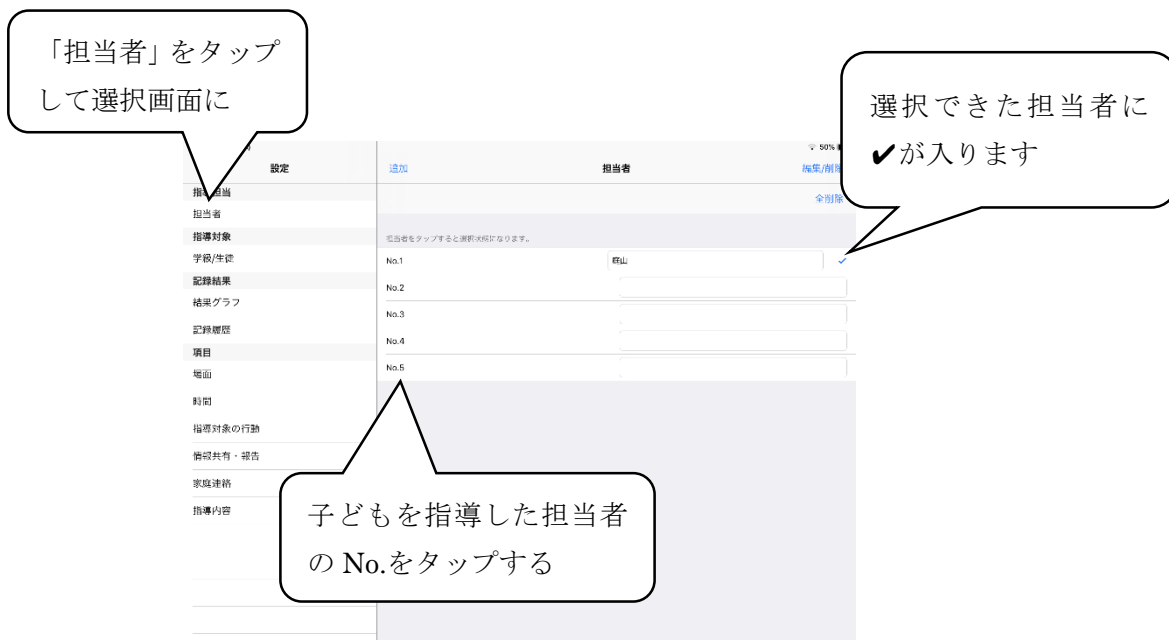 「担当者」をタップ
して選択画面に
選択できた担当者に
✔が入ります
50%
設定
追加
担当者
編集/削除
指導担当
全削除
担当者
指導対象
担当者をタップすると選択状態になります。
学級/生徒
No.1
記録結果
No.2
結果グラフ
No.3
記録履歴
No.4
項目
No.5
場面
時間
指導対象の行動
情報共有・報告
家庭連絡
指導内容
子どもを指導した担当者
の No.をタップする